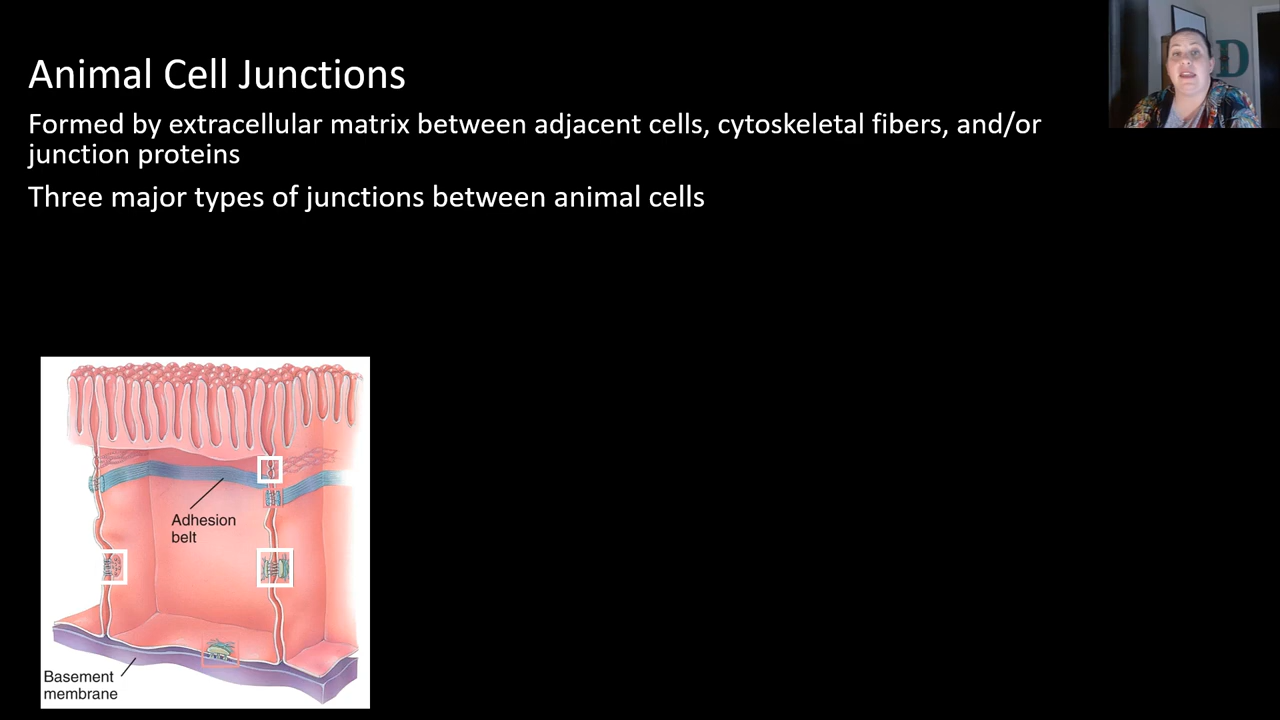 Animal Cell Junctions
Formed by extracellular matrix between adjacent cells, cytoskeletal fibers, and/or
junction proteins
Three major types of junctions between animal cells
D
Adhesion
belt
Basement
membrane